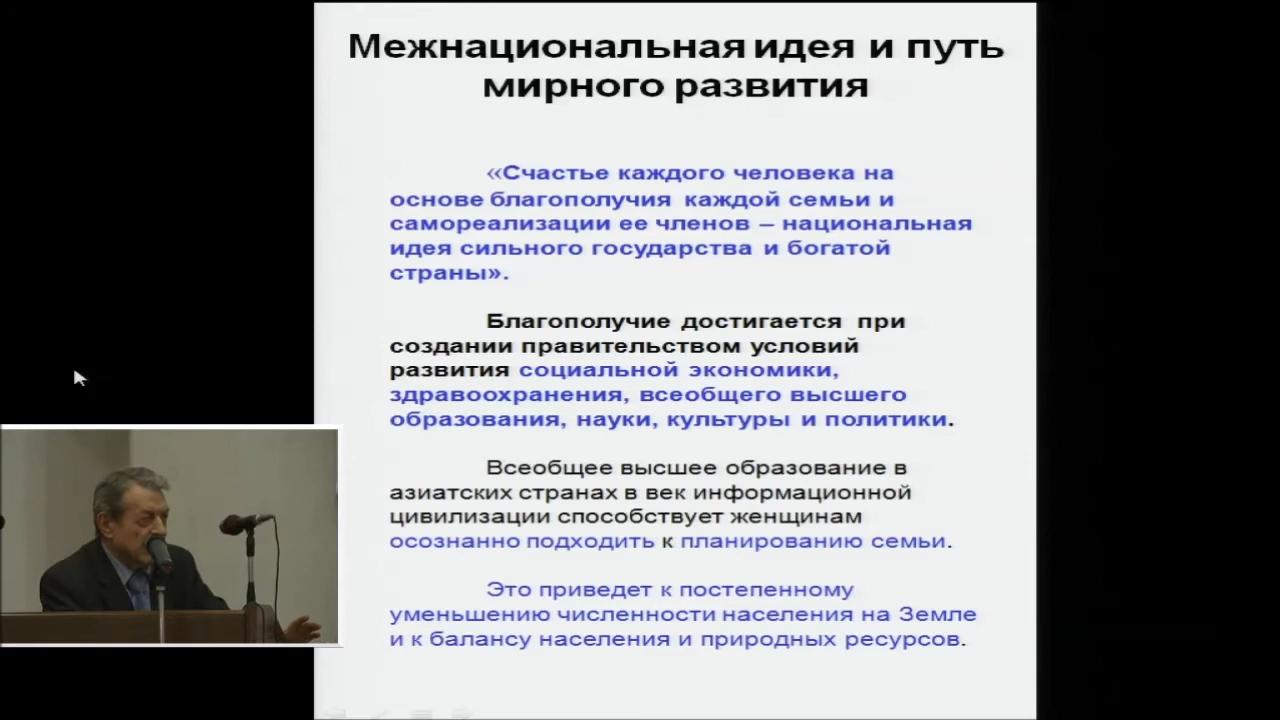 Межнациональная идея и путь
мирного развития
«Счастье каждого человека на
основе благополучия каждой семьи и
самореализации ее членов – национальная
идея сильного государства и богатой
страны».
Благополучие достигается при
создании правительством условий
развития социальной экономики,
здравоохранения, всеобщего высшего
образования, науки, культуры и политики.
Всеобщее высшее образование в
азиатских странах в век информационной
цивилизации способствует женщинам
осознанно подходить к планированию семьи.
Это приведет к постепенному
уменьшению численности населения на Земле
и к балансу населения и природных ресурсов.